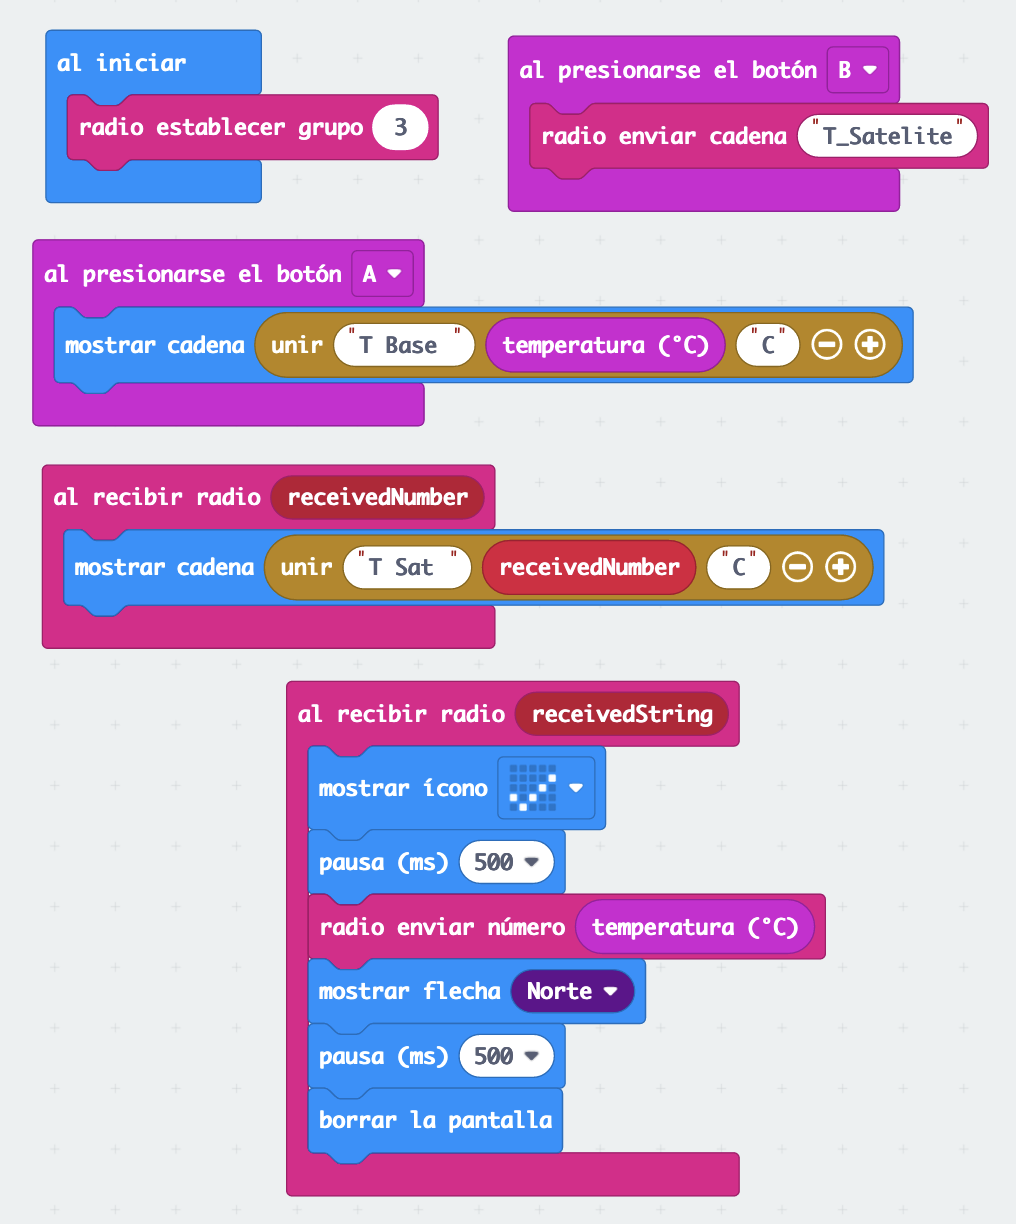 al iniciar
radio establecer grupo 3
al presionarse el botón B
radio enviar cadena "T_Satelite"
al presionarse el botón A
mostrar cadena unir "T Base " temperatura (°C) "C"
al recibir radio receivedNumber
mostrar cadena unir "T Sat " receivedNumber "C"
al recibir radio receivedString
mostrar ícono
pausa (ms) 500
radio enviar número temperatura (°C)
mostrar flecha Norte
pausa (ms) 500
borrar la pantalla